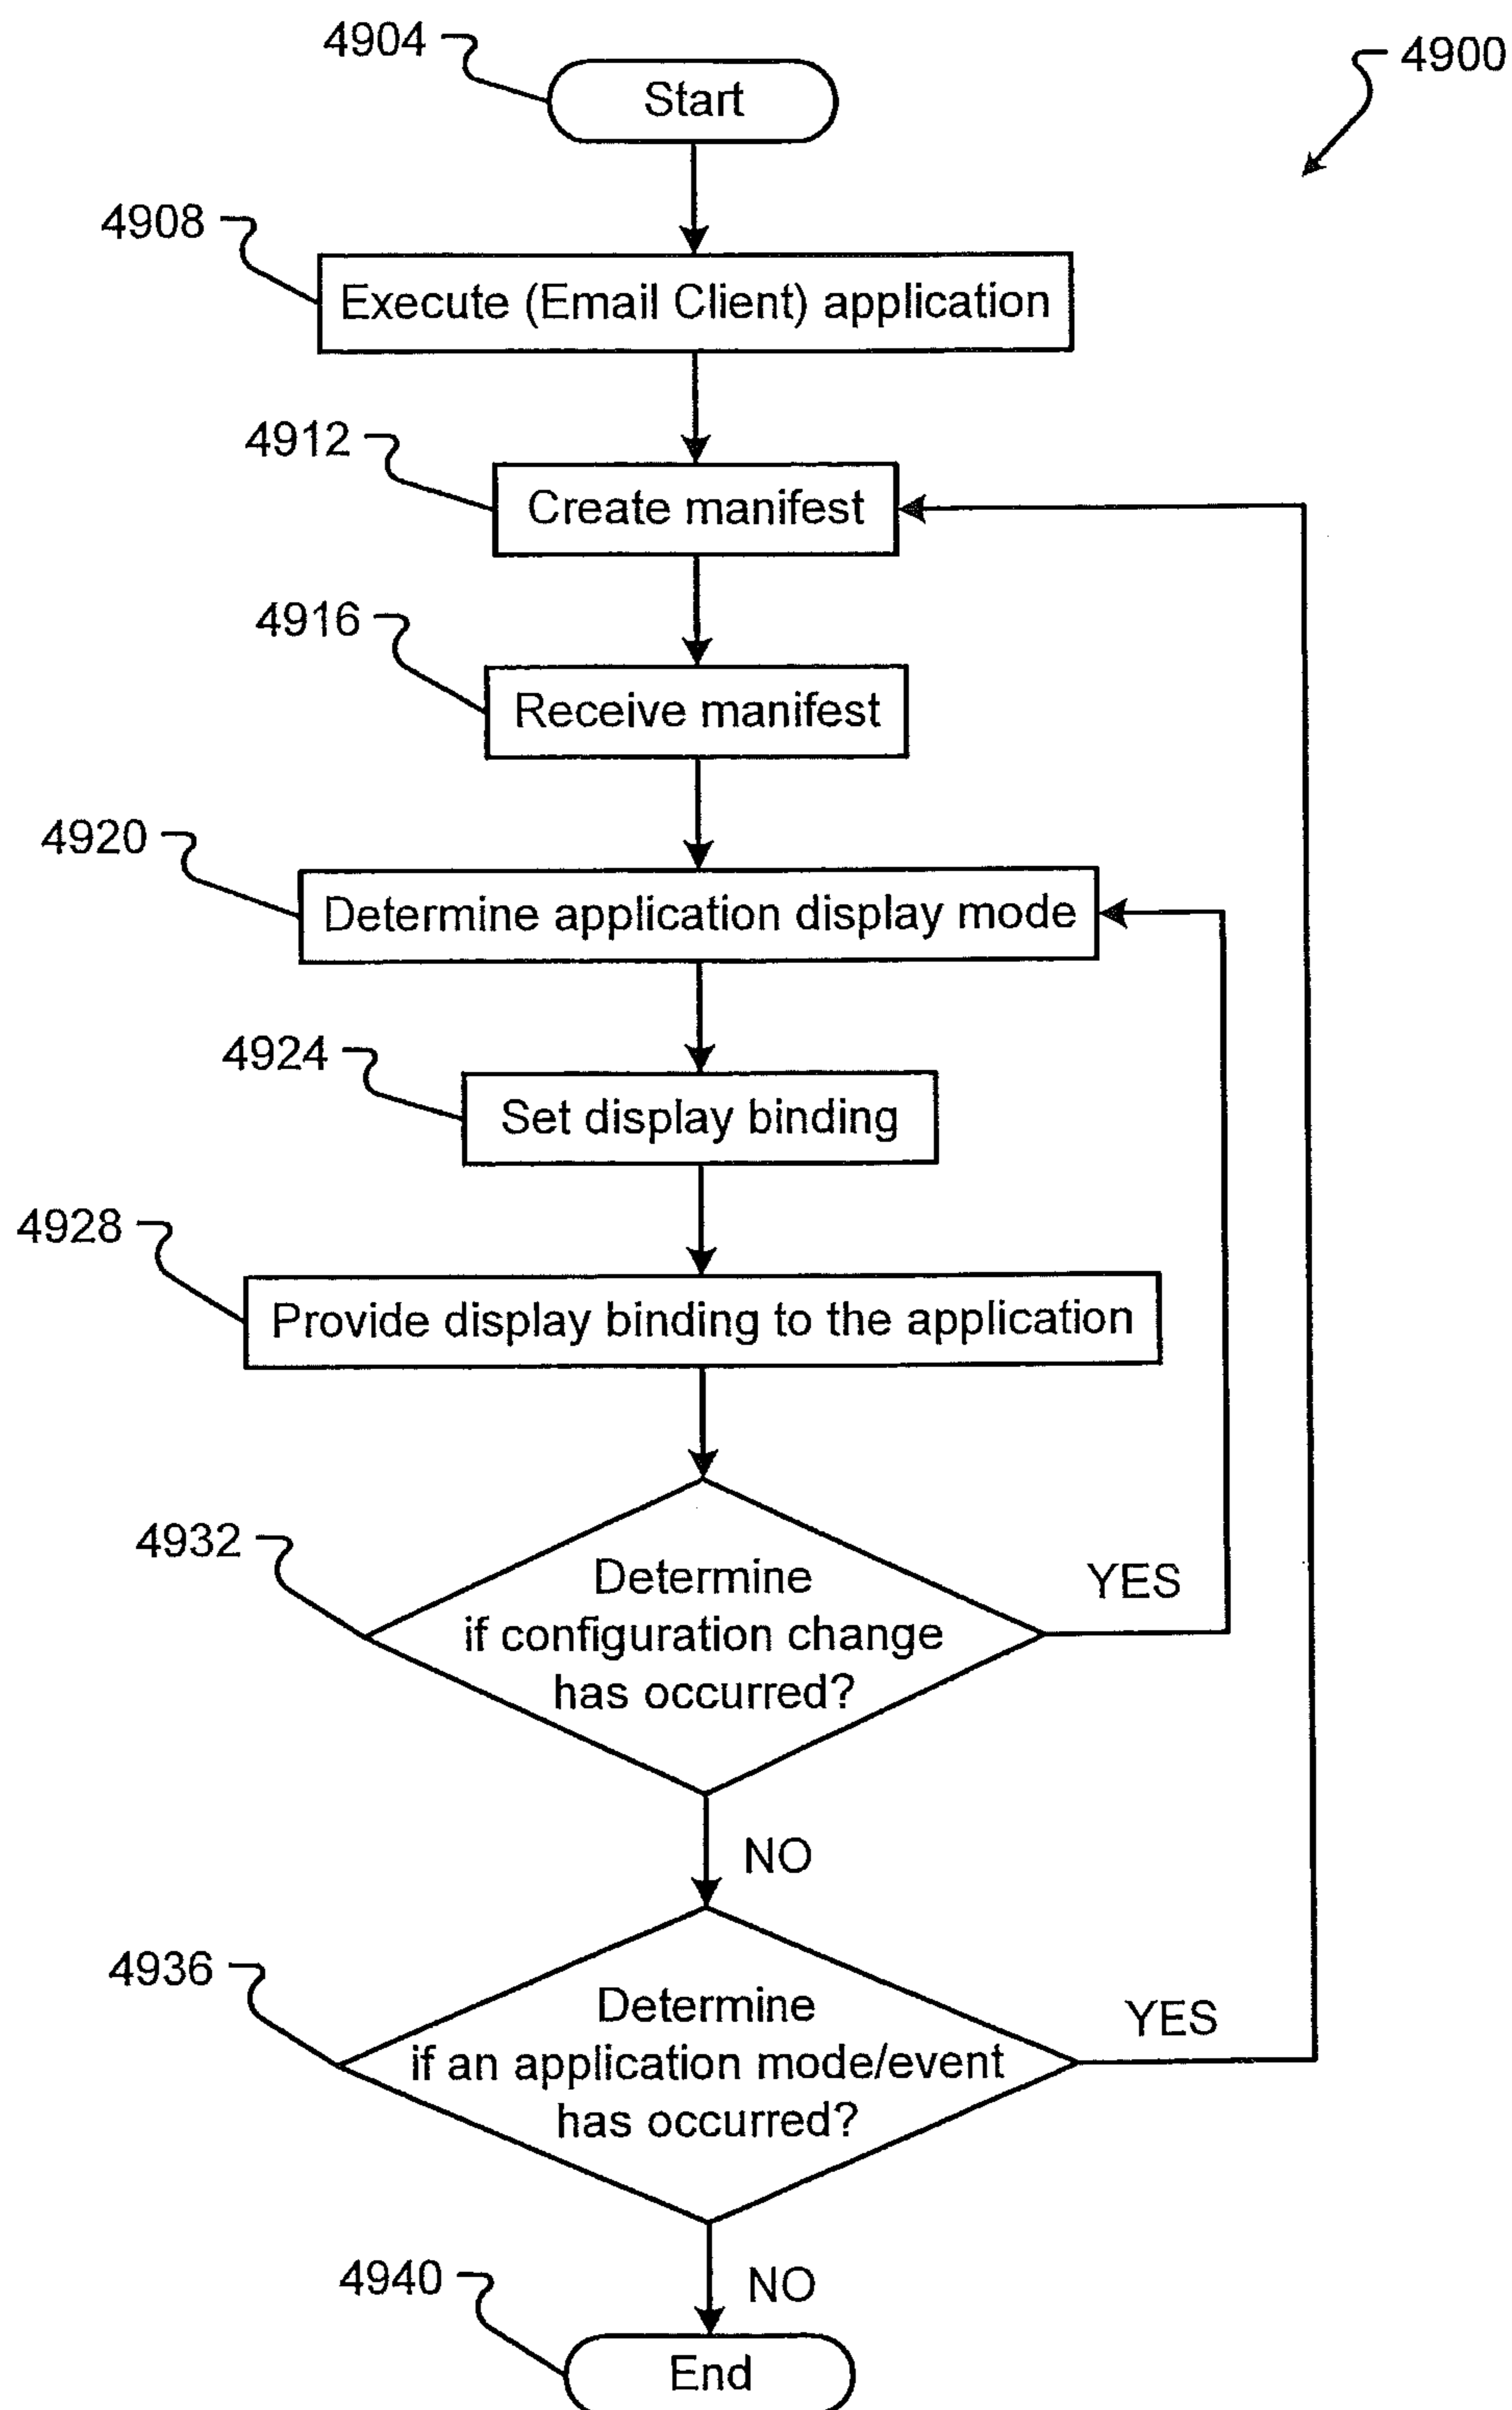 4904
Start
4900
4908
Execute (Email Client) application
4912
Create manifest
4916
Receive manifest
4920
Determine application display mode
4924
Set display binding
4928
Provide display binding to the application
4932
Determine
if configuration change
has occurred?
YES
NO
4936
Determine
if an application mode/event
has occurred?
YES
NO
4940
End